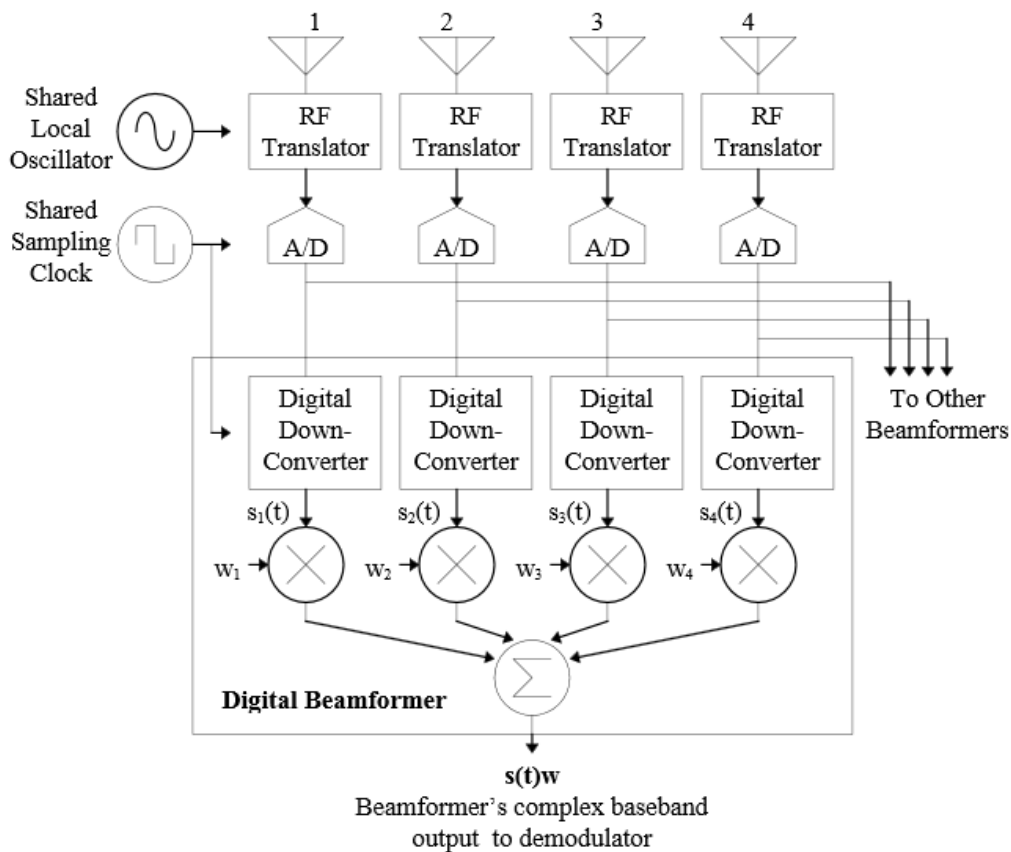 1 2 3 4
Shared
Local
Oscillator
RF
Translator
RF
Translator
RF
Translator
RF
Translator
Shared
Sampling
Clock
A/D A/D A/D A/D
To Other
Beamformers
Digital
Down-
Converter
Digital
Down-
Converter
Digital
Down-
Converter
Digital
Down-
Converter
s₁(t) s₂(t) s₃(t) s₄(t)
w₁ w₂ w₃ w₄
Σ
Digital Beamformer
s(t)w
Beamformer’s complex baseband
output to demodulator